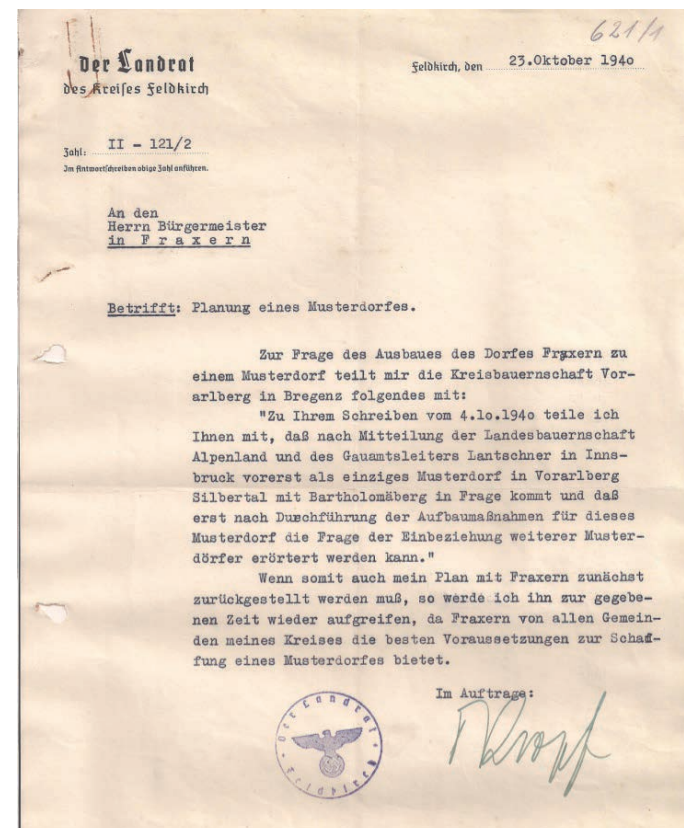 621/1
Der Landrat
des Kreises Feldkirch
Feldkirch, den 23.Oktober 194o
Zahl: II - 121/2
Im Antwortschreiben obige Zahl anführen.
An den
Herrn Bürgermeister
in Fraxern
Betrifft: Planung eines Musterdorfes.
Zur Frage des Ausbaues des Dorfes Fraxern zu
einem Musterdorf teilt mir die Kreisbauernschaft Vor-
arlberg in Bregenz folgendes mit:
"Zu Ihrem Schreiben vom 4.1o.194o teile ich
Ihnen mit, daß nach Mitteilung der Landesbauernschaft
Alpenland und des Gauamtsleiters Lantschner in Inns-
bruck vorerst als einziges Musterdorf in Vorarlberg
Silbertal mit Bartholomäberg in Frage kommt und daß
erst nach Durchführung der Aufbaumaßnahmen für dieses
Musterdorf die Frage der Einbeziehung weiterer Muster-
dörfer erörtert werden kann."
Wenn somit auch mein Plan mit Fraxern zunächst
zurückgestellt werden muß, so werde ich ihn zur gegebe-
nen Zeit wieder aufgreifen, da Fraxern von allen Gemein-
den meines Kreises die besten Voraussetzungen zur Schaf-
fung eines Musterdorfes bietet.
Im Auftrage:
Der Landrat
Feldkirch